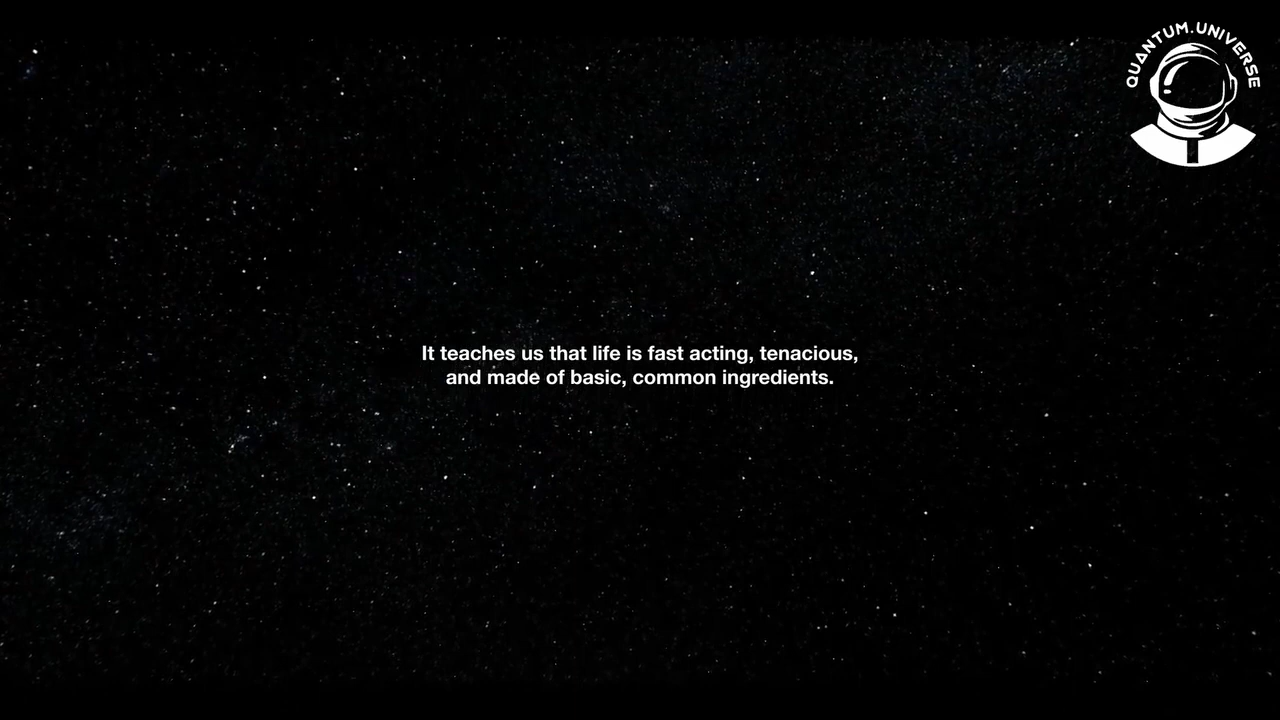 QUANTUM.UNIVERSE
It teaches us that life is fast acting, tenacious,
and made of basic, common ingredients.